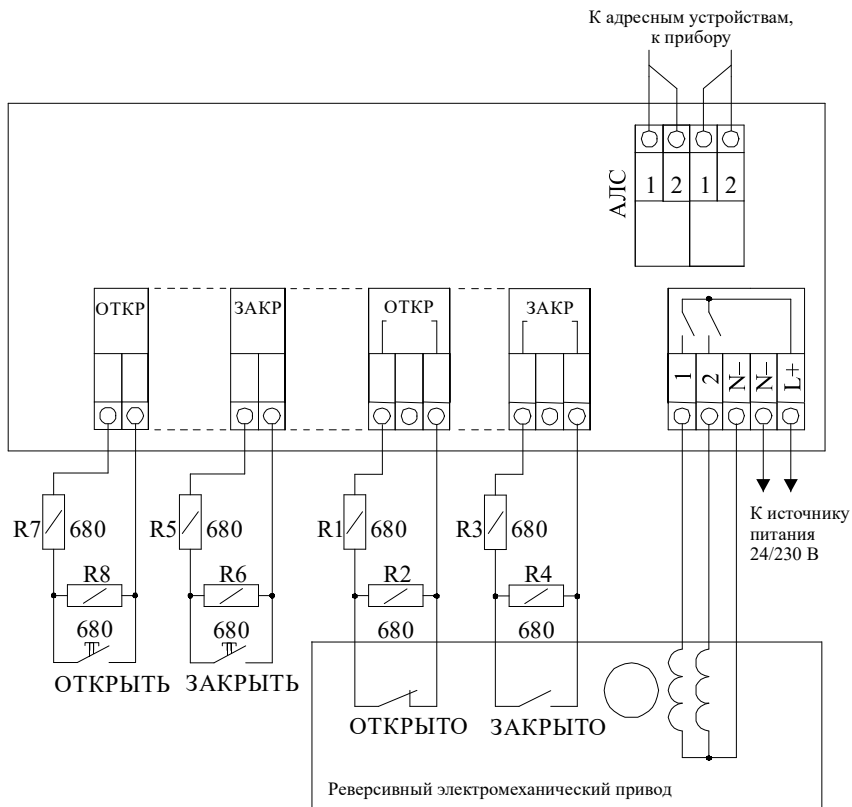 К адресным устройствам,
к прибору
АЛС
1 2 1 2
ОТКР
ЗАКР
ОТКР
ЗАКР
1 2 N– N– L+
R7 680
R5 680
R1 680
R3 680
К источнику
питания
24/230 В
R8
R6
R2
R4
680
680
680
680
ОТКРЫТЬ
ЗАКРЫТЬ
ОТКРЫТО
ЗАКРЫТО
Реверсивный электромеханический привод